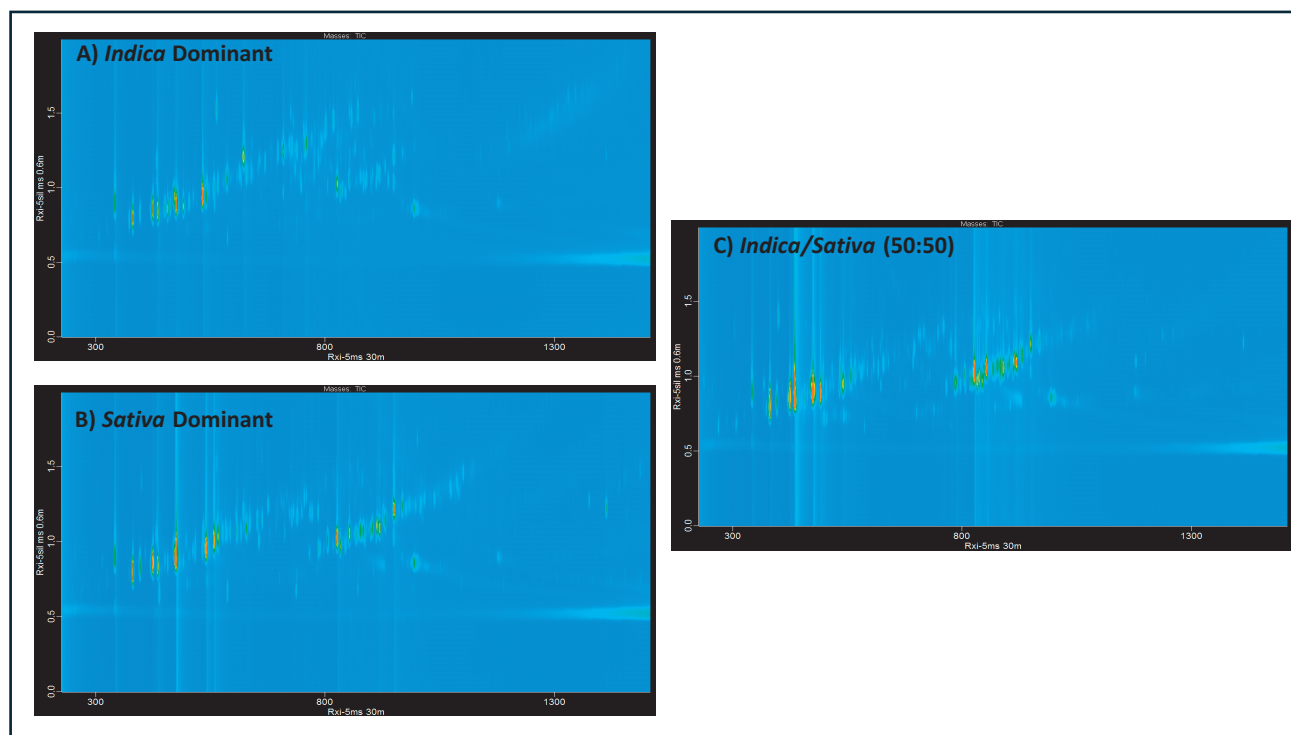 Masses: TIC
A) Indica Dominant
Rxi-5sil ms 0.6m
1.5
1.0
0.5
0.0
300
800
1300
Rxi-5ms 30m
Masses: TIC
B) Sativa Dominant
Rxi-5sil ms 0.6m
1.5
1.0
0.5
0.0
300
800
1300
Rxi-5ms 30m
Masses: TIC
C) Indica/Sativa (50:50)
Rxi-5sil ms 0.6m
1.5
1.0
0.5
0.0
300
800
1300
Rxi-5ms 30m